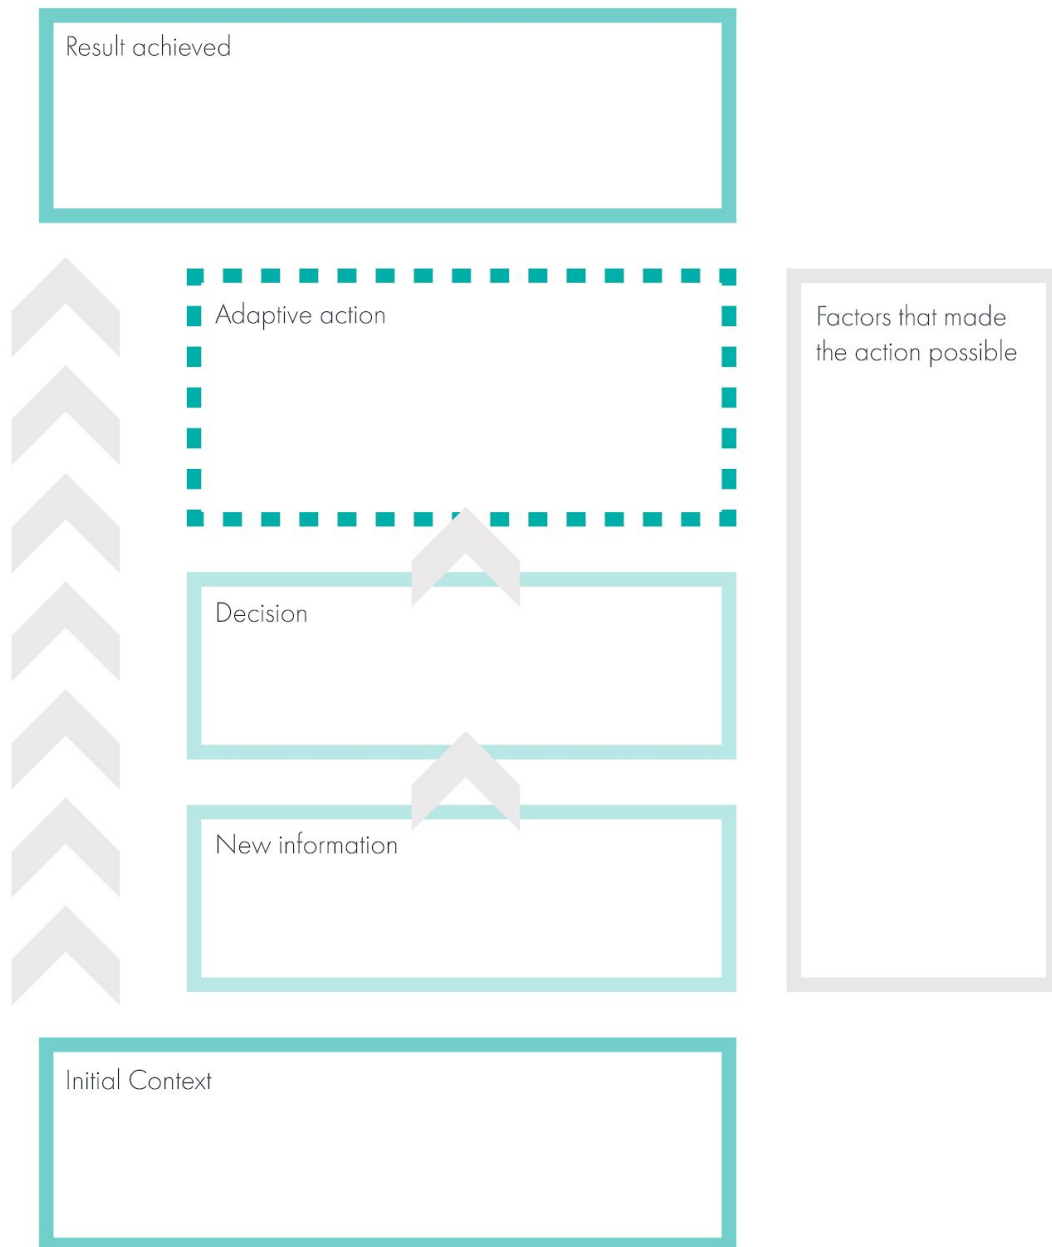 Result achieved
Adaptive action
Factors that made
the action possible
Decision
New information
Initial Context